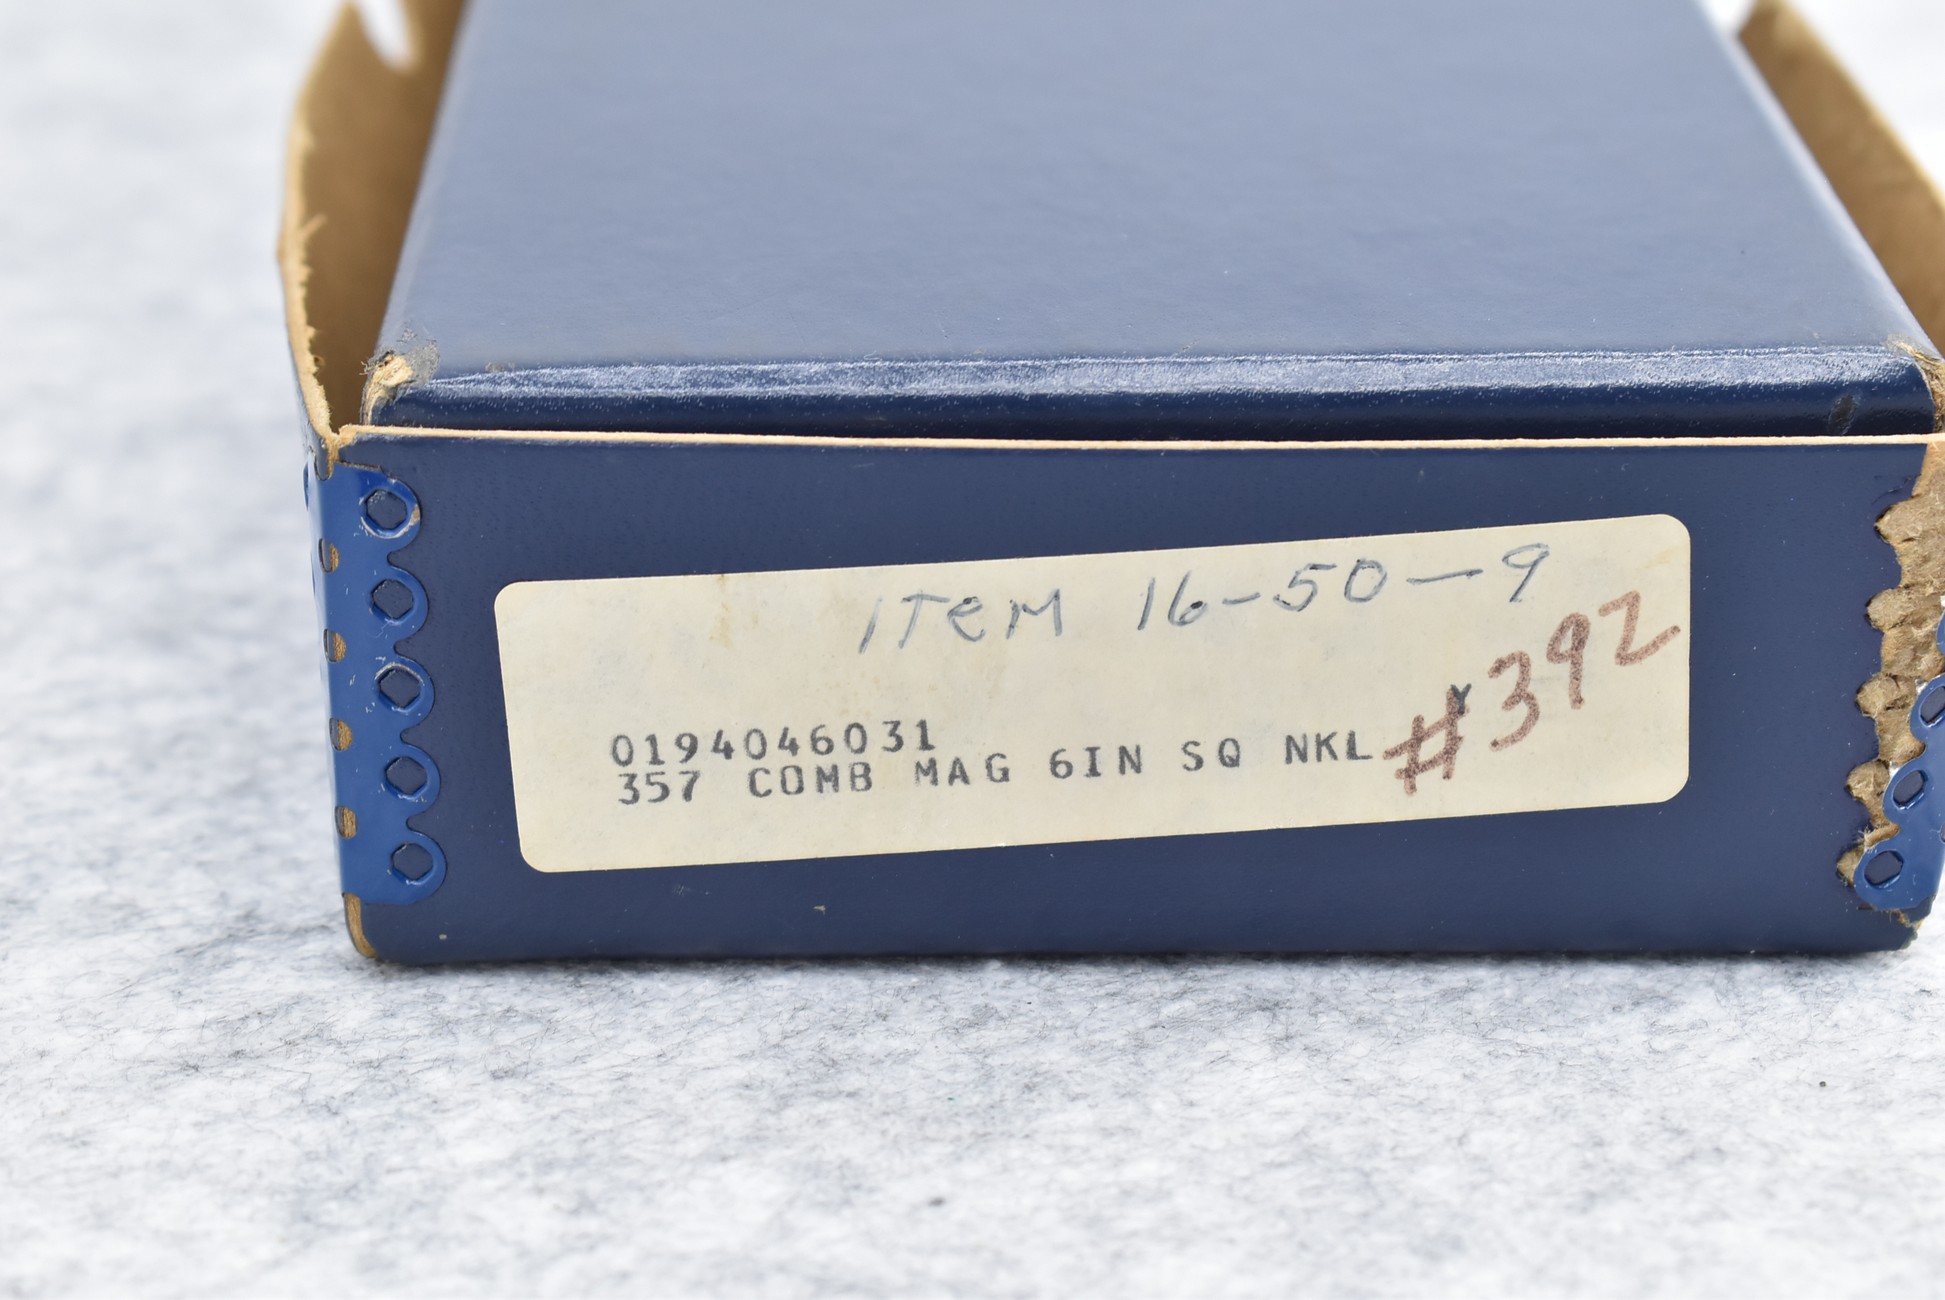 ITEM 16-50-9
#392
Y
0194046031
357 COMB MAG 6IN SQ NKL